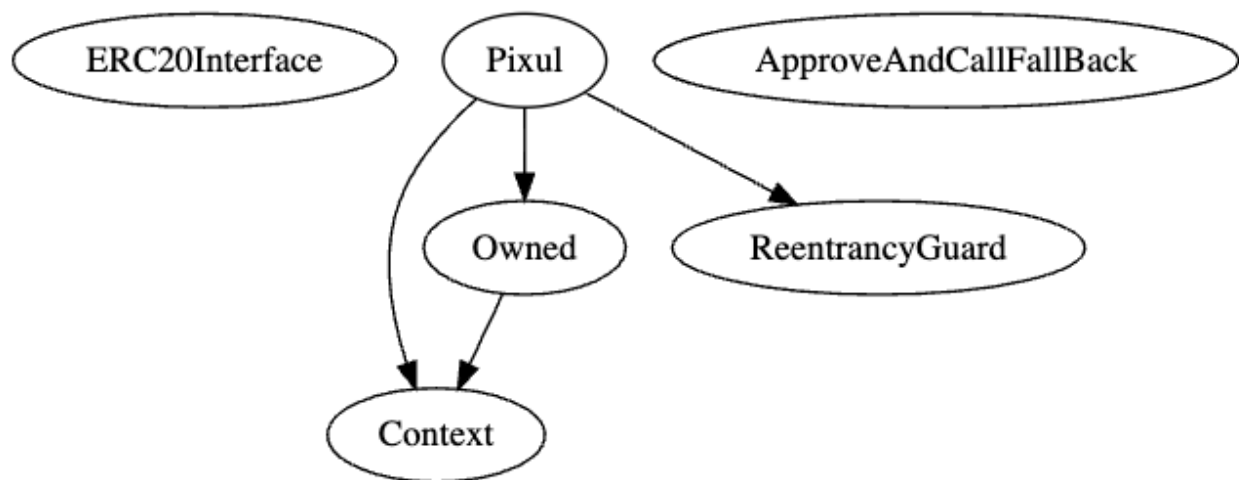 ERC20Interface
Pixul
ApproveAndCallFallBack
Owned
ReentrancyGuard
Context